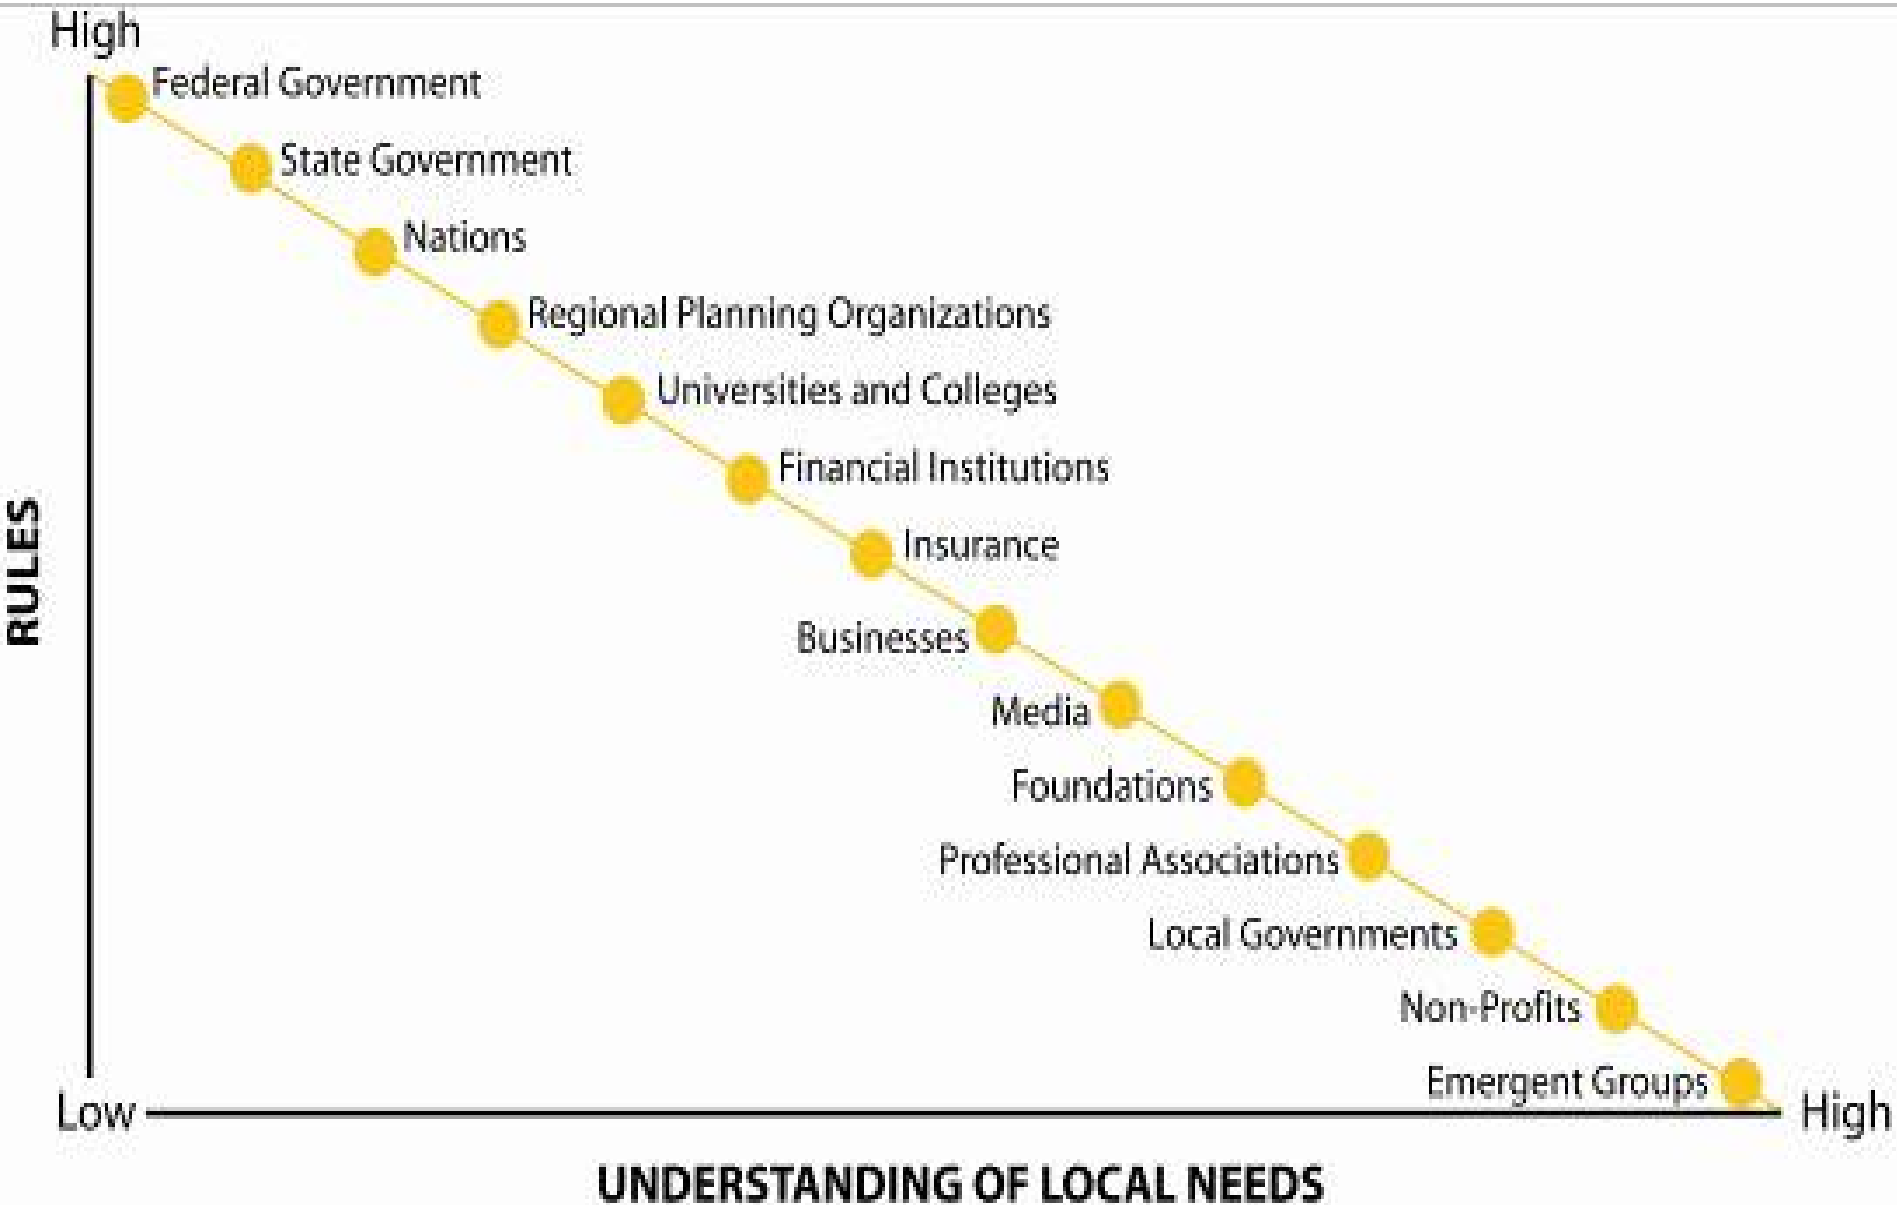 High
Federal Government
State Government
Nations
Regional Planning Organizations
Universities and Colleges
Financial Institutions
Insurance
Businesses
Media
Foundations
Professional Associations
Local Governments
Non-Profits
Emergent Groups
RULES
Low
High
UNDERSTANDING OF LOCAL NEEDS